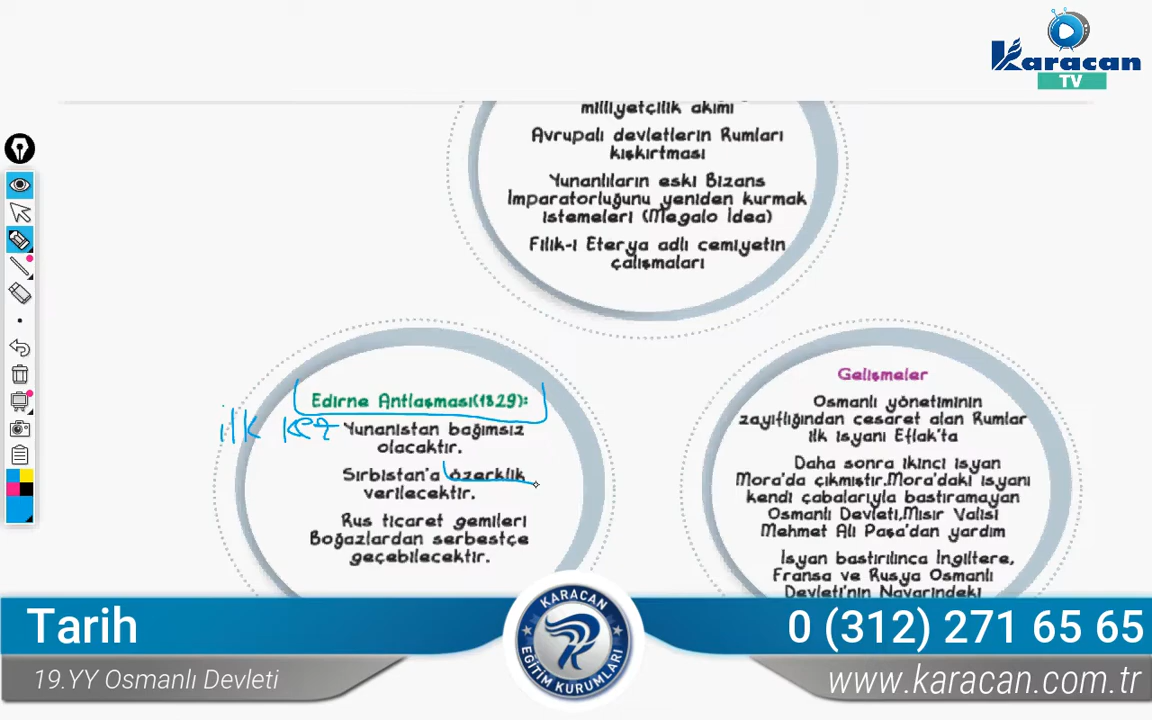 Karacan
TV
milliyetçilik akımı
Avrupalı devletlerin Rumları
kışkırtması
Yunanlıların eski Bizans
İmparatorluğunu yeniden kurmak
istemeleri (Megalo İdea)
Filik-i Eterya adlı cemiyetin
çalışmaları
Edirne Antlaşması(1829):
ilk kez
Yunanistan bağımsız
olacaktır.
Sırbistan'a özerklik
verilecektir.
Rus ticaret gemileri
Boğazlardan serbestçe
geçebilecektir.
Gelişmeler
Osmanlı yönetiminin
zayıflığından cesaret alan Rumlar
ilk isyanı Eflak'ta
Daha sonra ikinci isyan
Mora'da çıkmıştır.Mora'daki isyanı
kendi çabalarıyla bastıramayan
Osmanlı Devleti,Mısır Valisi
Mehmet Ali Paşa'dan yardım
İsyan bastırılınca İngiltere,
Fransa ve Rusya Osmanlı
Devleti'nin Navarindeki
Tarih
19.YY Osmanlı Devleti
KARACAN
EĞİTİM KURUMLARI
0 (312) 271 65 65
www.karacan.com.tr